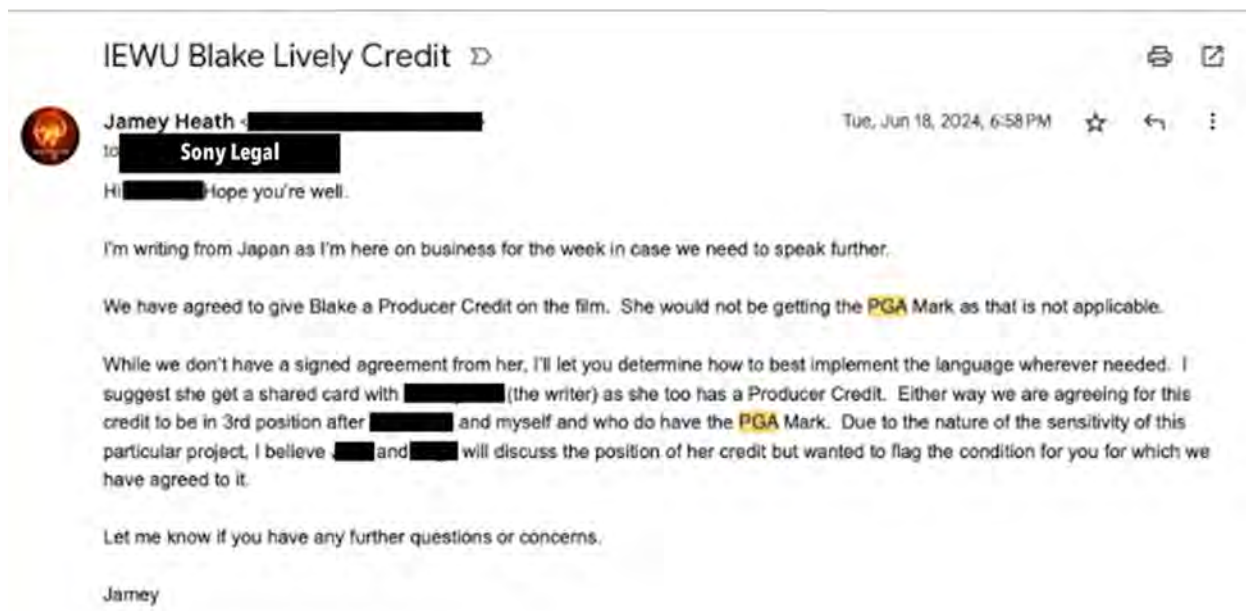 IEWU Blake Lively Credit
Jamey Heath <
Tue, Jun 18, 2024, 6:58 PM
to Sony Legal
Hi Hope you're well.
I'm writing from Japan as I'm here on business for the week in case we need to speak further.
We have agreed to give Blake a Producer Credit on the film. She would not be getting the PGA Mark as that is not applicable.
While we don't have a signed agreement from her, I'll let you determine how to best implement the language wherever needed. I
suggest she get a shared card with (the writer) as she too has a Producer Credit. Either way we are agreeing for this
credit to be in 3rd position after and myself and who do have the PGA Mark. Due to the nature of the sensitivity of this
particular project, I believe and will discuss the position of her credit but wanted to flag the condition for you for which we
have agreed to it.
Let me know if you have any further questions or concerns.
Jamey